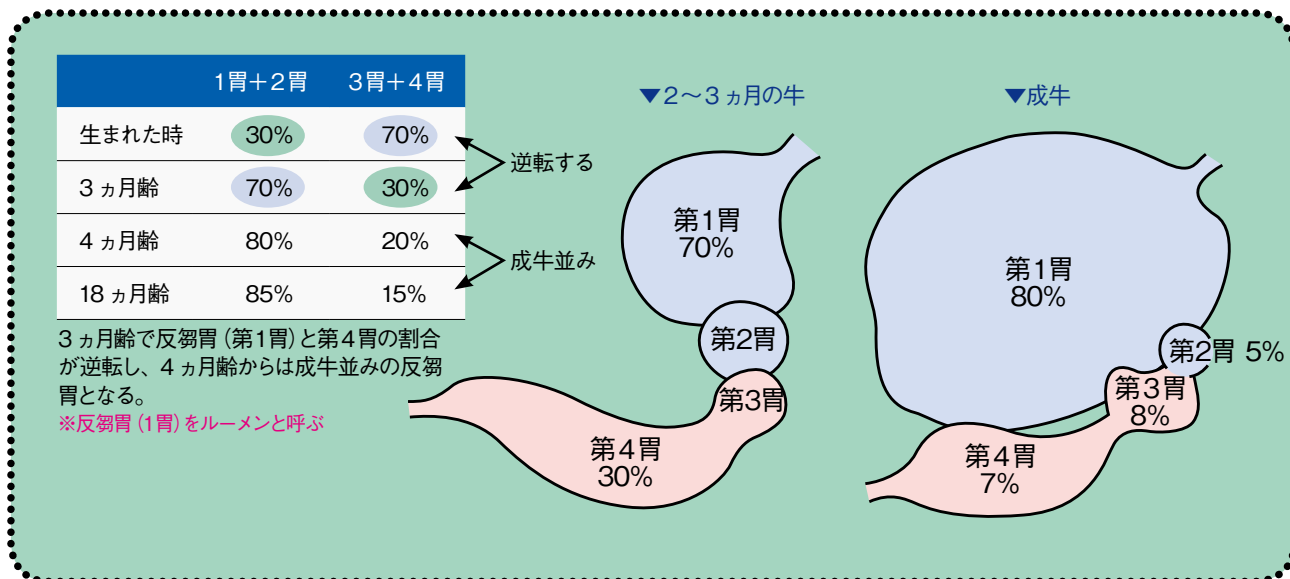 1胃+2胃 3胃+4胃
生まれた時 30% 70%
3ヵ月齢 70% 30%
4ヵ月齢 80% 20%
18ヵ月齢 85% 15%
逆転する
成牛並み
3ヵ月齢で反芻胃(第1胃)と第4胃の割合
が逆転し、4ヵ月齢からは成牛並みの反芻
胃となる。
※反芻胃(1胃)をルーメンと呼ぶ
▼2~3ヵ月の牛
第1胃
70%
第2胃
第3胃
第4胃
30%
▼成牛
第1胃
80%
第2胃 5%
第3胃
8%
第4胃
7%